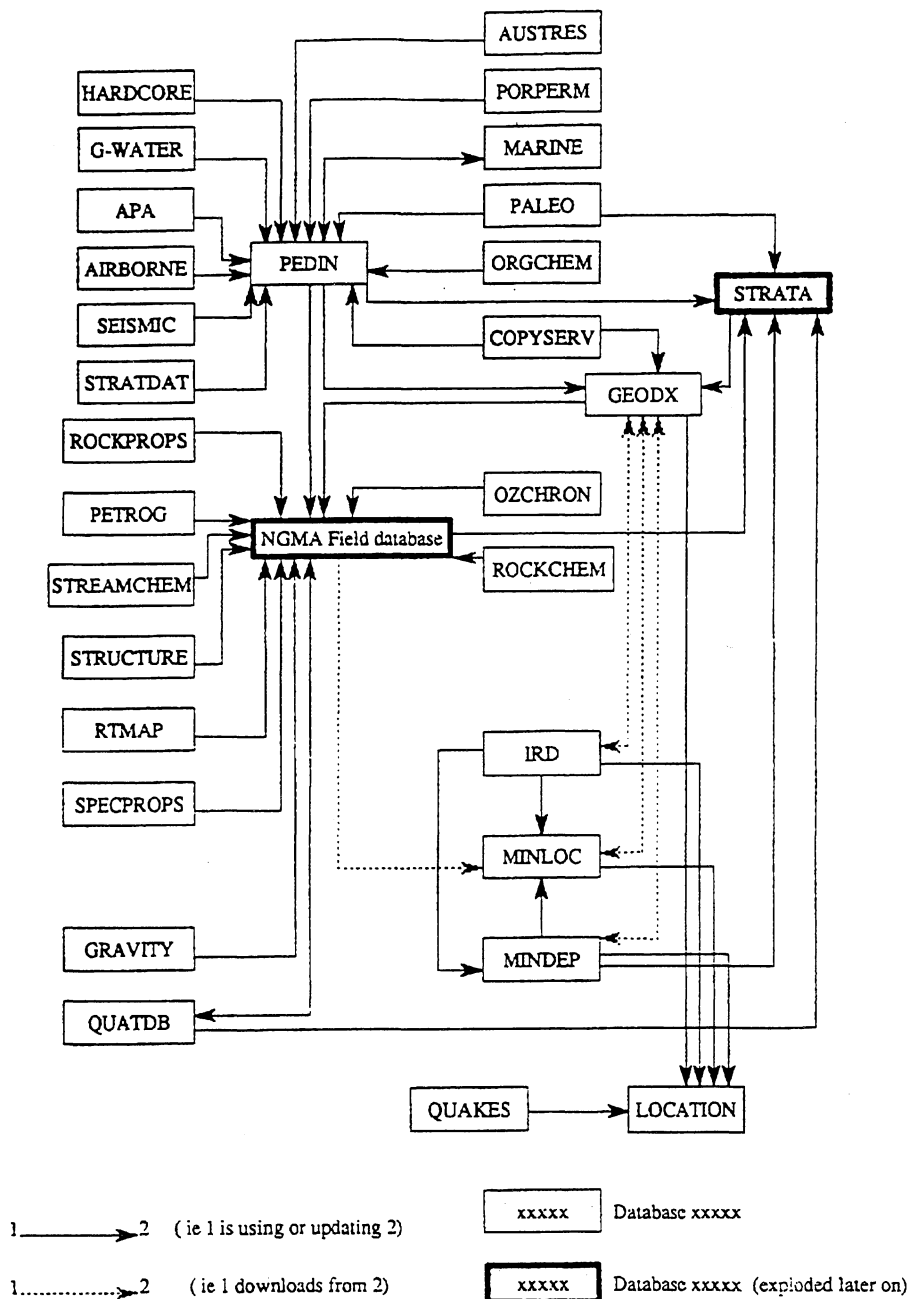 AUSTRES
HARDCORE
PORPERM
G-WATER
MARINE
APA
PALEO
AIRBORNE
PEDIN
ORGCHEM
STRATA
SEISMIC
COPYSERV
STRATDAT
GEODX
ROCKPROPS
OZCHRON
PETROG
NGMA Field database
STREAMCHEM
ROCKCHEM
STRUCTURE
RTMAP
IRD
SPECPROPS
MINLOC
GRAVITY
MINDEP
QUATDB
QUAKES
LOCATION
1 2 ( ie 1 is using or updating 2)
xxxxx Database xxxxx
1 2 ( ie 1 downloads from 2)
xxxxx Database xxxxx (exploded later on)